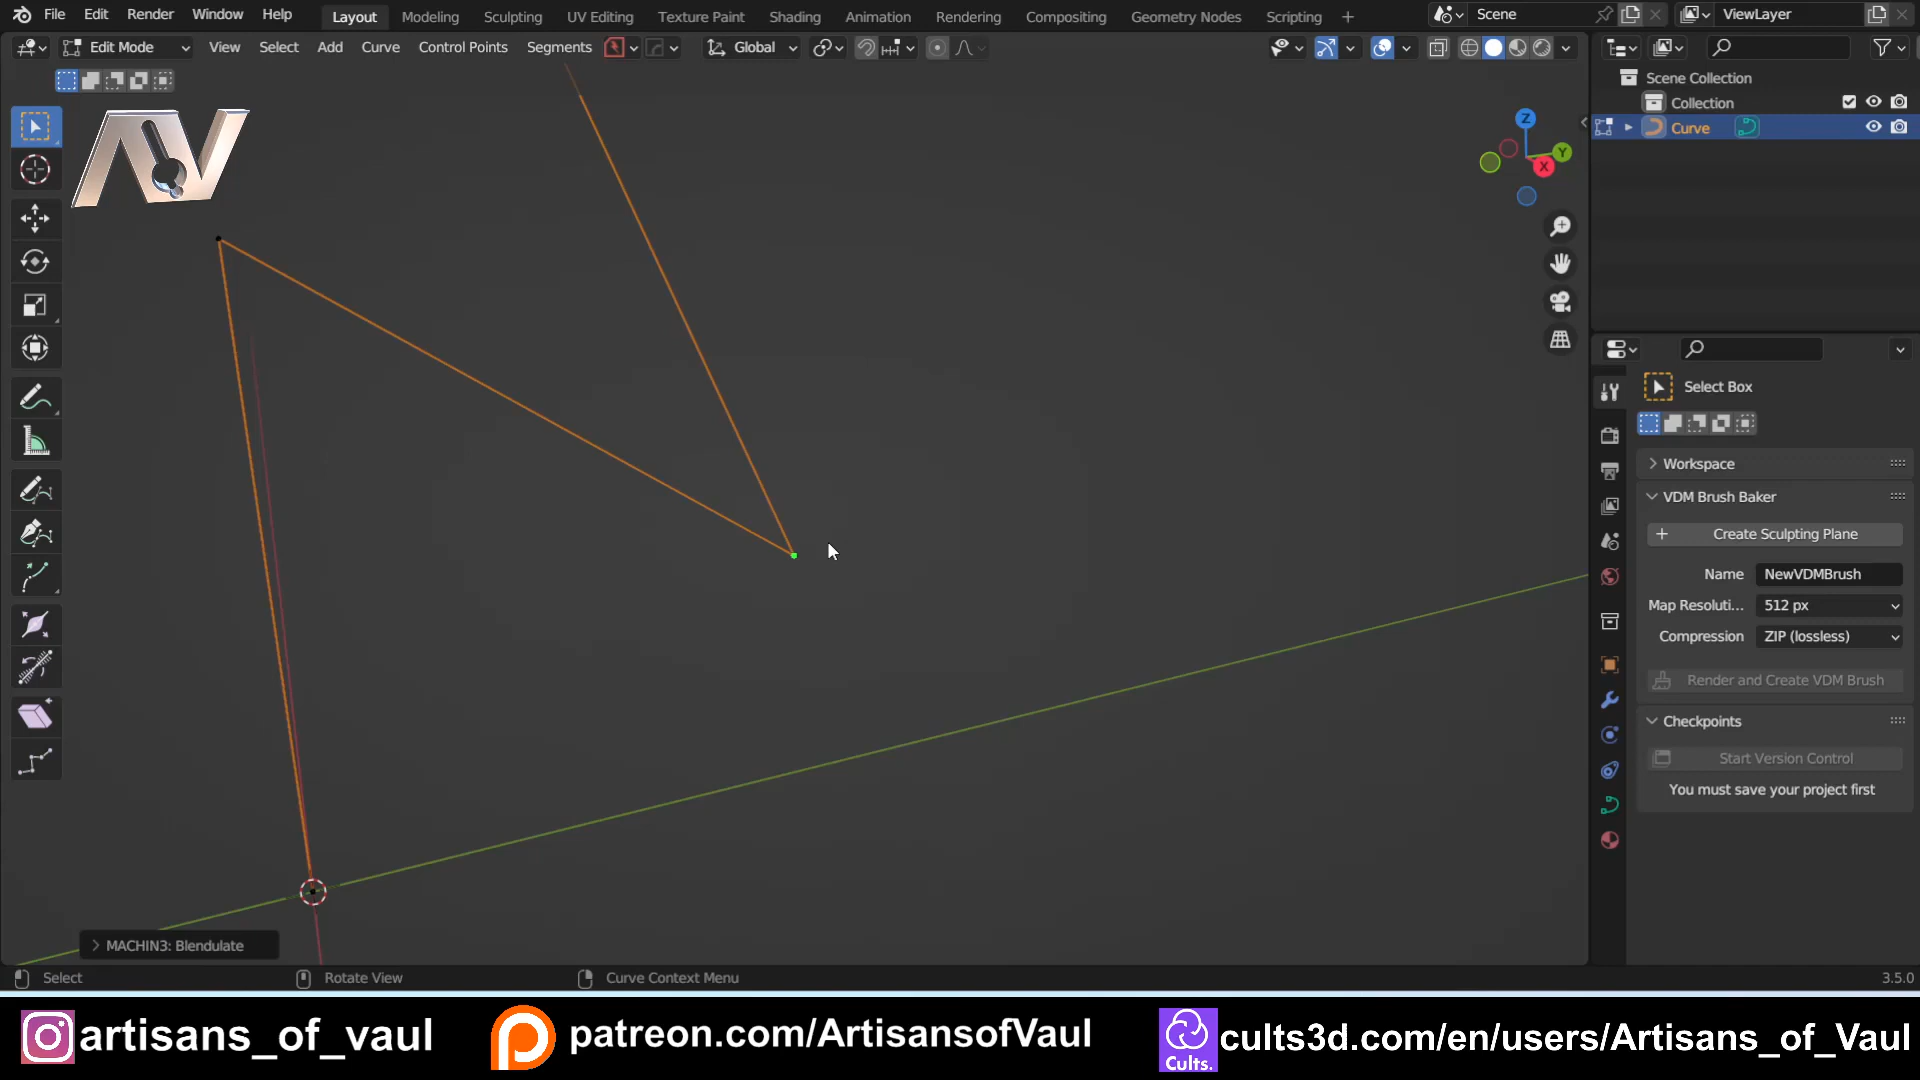 File Edit Render Window Help Layout Modeling Sculpting UV Editing Texture Paint Shading Animation Rendering Compositing Geometry Nodes Scripting + Scene ViewLayer
Edit Mode View Select Add Curve Control Points Segments Global
Scene Collection
Collection
Curve
Z
Y
X
Select Box
Workspace
VDM Brush Baker
Create Sculpting Plane
Name NewVDMBrush
Map Resoluti... 512 px
Compression ZIP (lossless)
Render and Create VDM Brush
Checkpoints
Start Version Control
You must save your project first
MACHIN3: Blendulate
Select Rotate View Curve Context Menu 3.5.0
artisans_of_vaul patreon.com/ArtisansofVaul Cults. cults3d.com/en/users/Artisans_of_Vaul